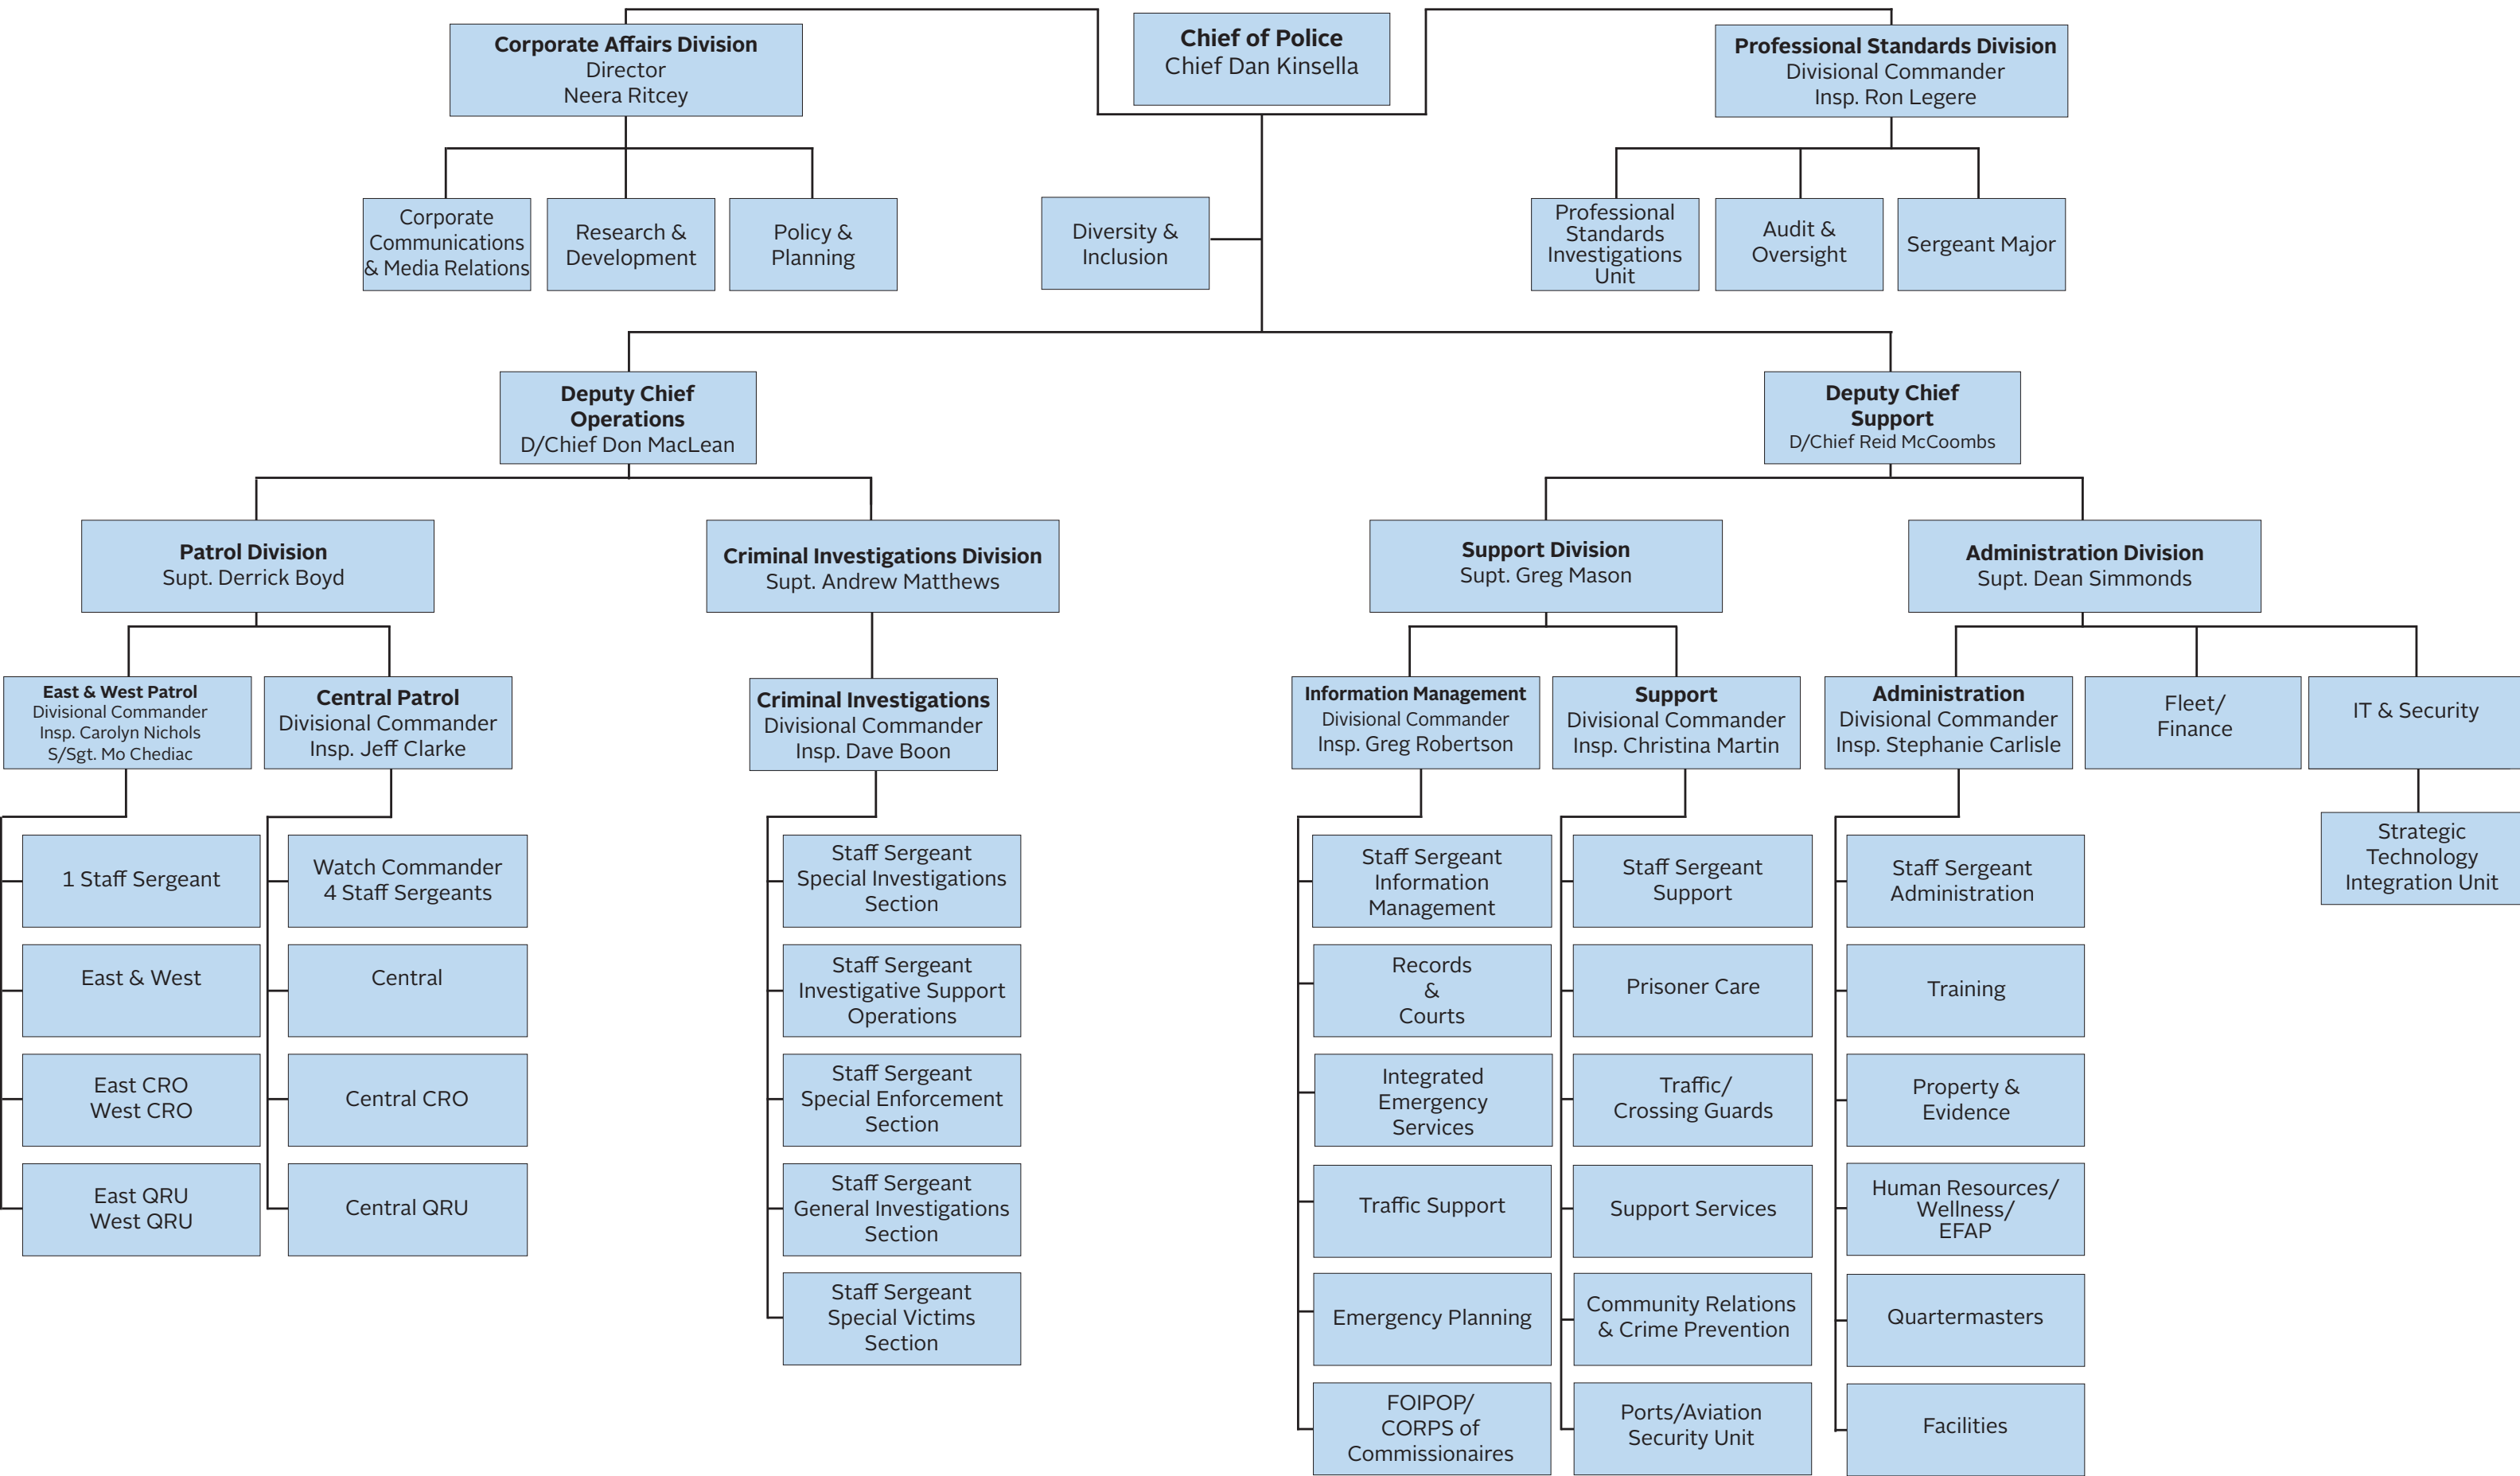 Corporate Affairs Division
Director
Neera Ritcey
Chief of Police
Chief Dan Kinsella
Professional Standards Division
Divisional Commander
Insp. Ron Legere
Corporate
Communications
& Media Relations
Research &
Development
Policy &
Planning
Diversity &
Inclusion
Professional
Standards
Investigations
Unit
Audit &
Oversight
Sergeant Major
Deputy Chief
Operations
D/Chief Don MacLean
Deputy Chief
Support
D/Chief Reid McCoombs
Patrol Division
Supt. Derrick Boyd
Criminal Investigations Division
Supt. Andrew Matthews
Support Division
Supt. Greg Mason
Administration Division
Supt. Dean Simmonds
East & West Patrol
Divisional Commander
Insp. Carolyn Nichols
S/Sgt. Mo Chediac
Central Patrol
Divisional Commander
Insp. Jeff Clarke
Criminal Investigations
Divisional Commander
Insp. Dave Boon
Information Management
Divisional Commander
Insp. Greg Robertson
Support
Divisional Commander
Insp. Christina Martin
Administration
Divisional Commander
Insp. Stephanie Carlisle
Fleet/
Finance
IT & Security
1 Staff Sergeant
East & West
East CRO
West CRO
East QRU
West QRU
Watch Commander
4 Staff Sergeants
Central
Central CRO
Central QRU
Staff Sergeant
Special Investigations
Section
Staff Sergeant
Investigative Support
Operations
Staff Sergeant
Special Enforcement
Section
Staff Sergeant
General Investigations
Section
Staff Sergeant
Special Victims
Section
Staff Sergeant
Information
Management
Records
&
Courts
Integrated
Emergency
Services
Traffic Support
Emergency Planning
FOIPOP/
CORPS of
Commissionaires
Staff Sergeant
Support
Prisoner Care
Traffic/
Crossing Guards
Support Services
Community Relations
& Crime Prevention
Ports/Aviation
Security Unit
Staff Sergeant
Administration
Training
Property &
Evidence
Human Resources/
Wellness/
EFAP
Quartermasters
Facilities
Strategic
Technology
Integration Unit